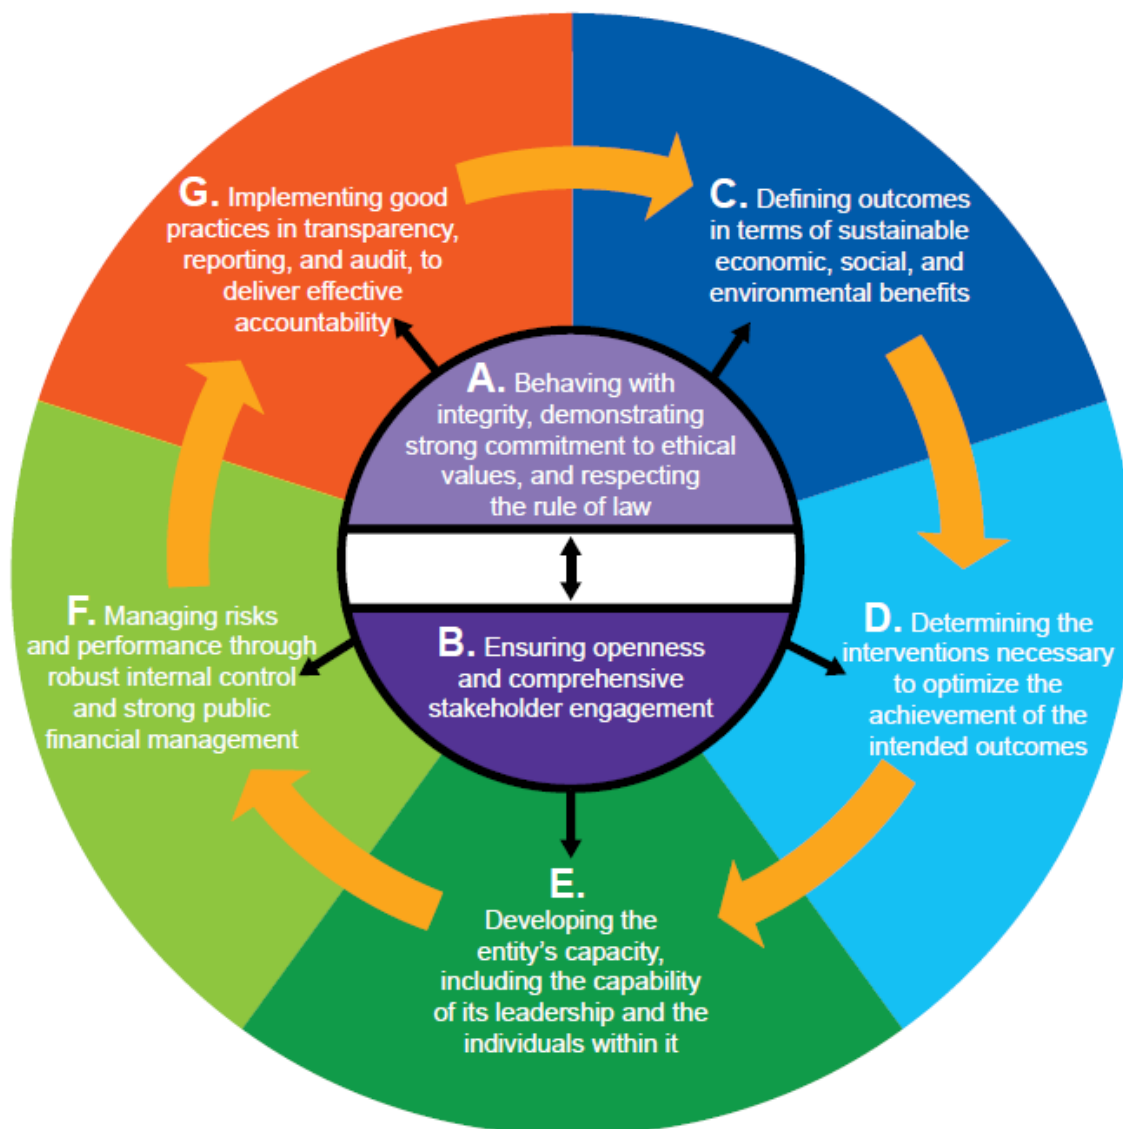 A. Behaving with
integrity, demonstrating
strong commitment to ethical
values, and respecting
the rule of law
B. Ensuring openness
and comprehensive
stakeholder engagement
C. Defining outcomes
in terms of sustainable
economic, social, and
environmental benefits
D. Determining the
interventions necessary
to optimize the
achievement of the
intended outcomes
E.
Developing the
entity's capacity,
including the capability
of its leadership and the
individuals within it
F. Managing risks
and performance through
robust internal control
and strong public
financial management
G. Implementing good
practices in transparency,
reporting, and audit, to
deliver effective
accountability